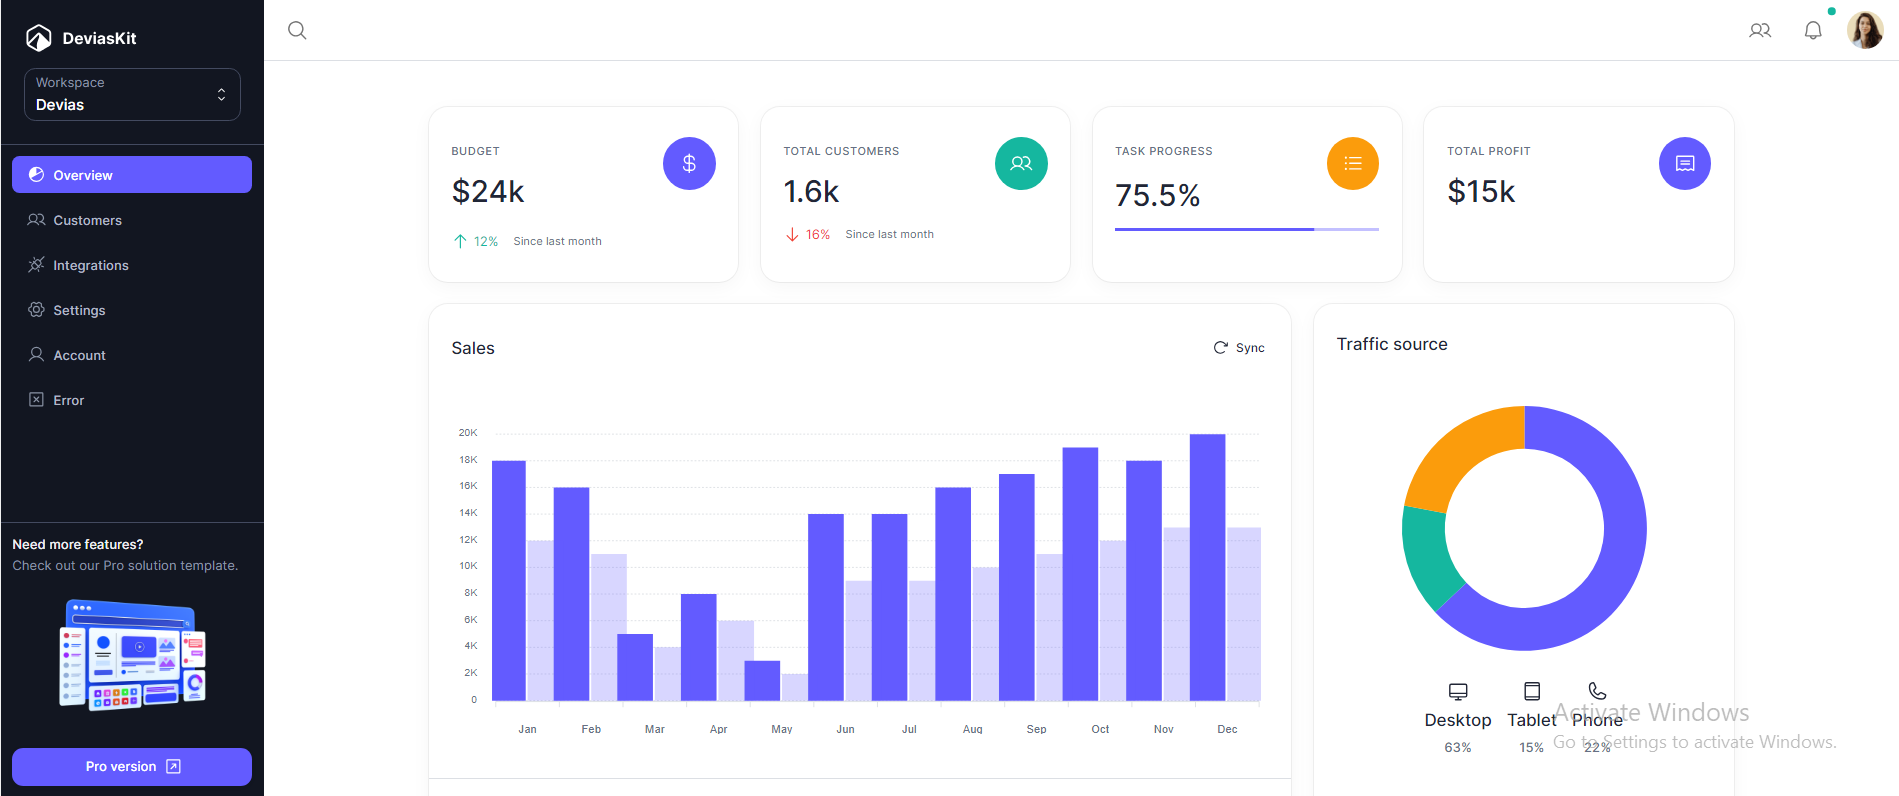 DeviasKit
Workspace
Devias
Overview
Customers
Integrations
Settings
Account
Error
Need more features?
Check out our Pro solution template.
Pro version
BUDGET
$24k
12% Since last month
TOTAL CUSTOMERS
1.6k
16% Since last month
TASK PROGRESS
75.5%
TOTAL PROFIT
$15k
Sales
Sync
20K
18K
16K
14K
12K
10K
8K
6K
4K
2K
0
Jan Feb Mar Apr May Jun Jul Aug Sep Oct Nov Dec
Traffic source
Desktop Tablet Phone
63% 15% 22%
Activate Windows
Go to Settings to activate Windows.